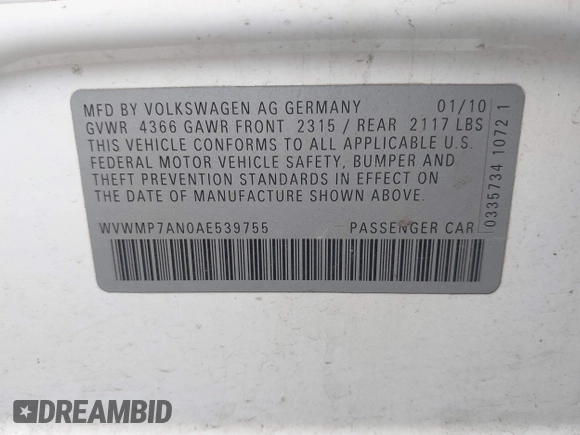 MFD BY VOLKSWAGEN AG GERMANY 01/10
GVWR 4366 GAWR FRONT 2315 / REAR 2117 LBS
THIS VEHICLE CONFORMS TO ALL APPLICABLE U.S.
FEDERAL MOTOR VEHICLE SAFETY, BUMPER AND
THEFT PREVENTION STANDARDS IN EFFECT ON
THE DATE OF MANUFACTURE SHOWN ABOVE.
WVWMP7AN0AE539755 PASSENGER CAR
0335734 1072 1
DREAMBID